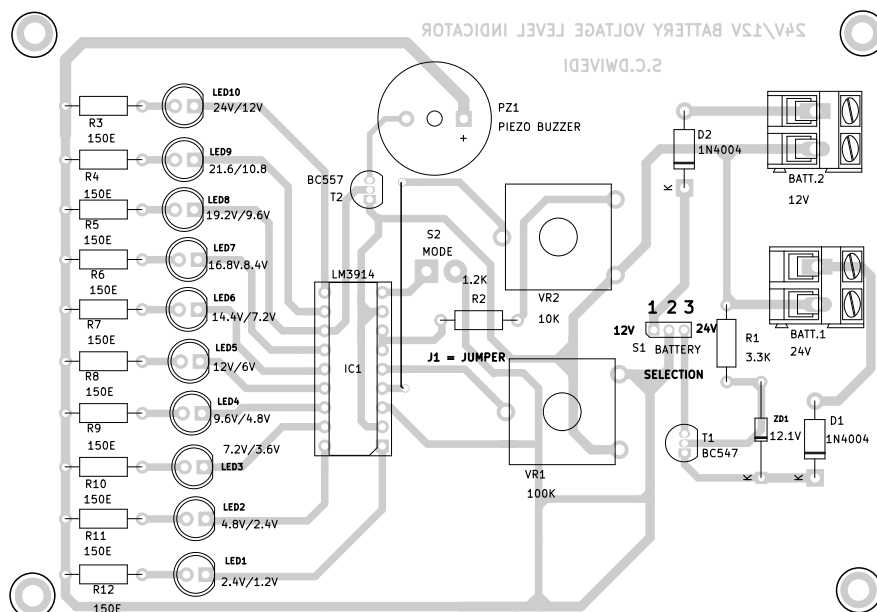 24V/12V BATTERY VOLTAGE LEVEL INDICATOR
S.C.DWIVEDI
LED10
24V/12V
R3
150E
LED9
21.6/10.8
R4
150E
LED8
19.2V/9.6V
R5
150E
LED7
16.8V.8.4V
R6
150E
LED6
14.4V/7.2V
R7
150E
LED5
12V/6V
R8
150E
LED4
9.6V/4.8V
R9
150E
7.2V/3.6V
LED3
R10
150E
LED2
4.8V/2.4V
R11
150E
LED1
2.4V/1.2V
R12
150E
PZ1
PIEZO BUZZER
+
BC557
T2
S2
MODE
LM3914
IC1
1.2K
R2
J1 = JUMPER
VR2
10K
VR1
100K
D2
1N4004
K
BATT.2
12V
1 2 3
12V
24V
S1 BATTERY
SELECTION
R1
3.3K
BATT.1
24V
T1
BC547
ZD1
12.1V
K
D1
1N4004
K